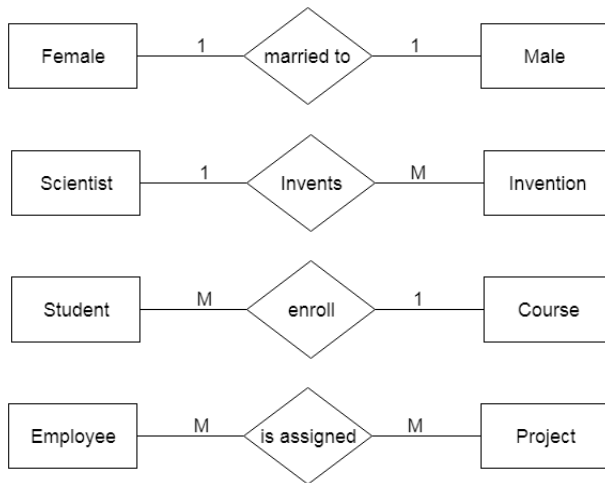 Female 1 married to 1 Male
Scientist 1 Invents M Invention
Student M enroll 1 Course
Employee M is assigned M Project